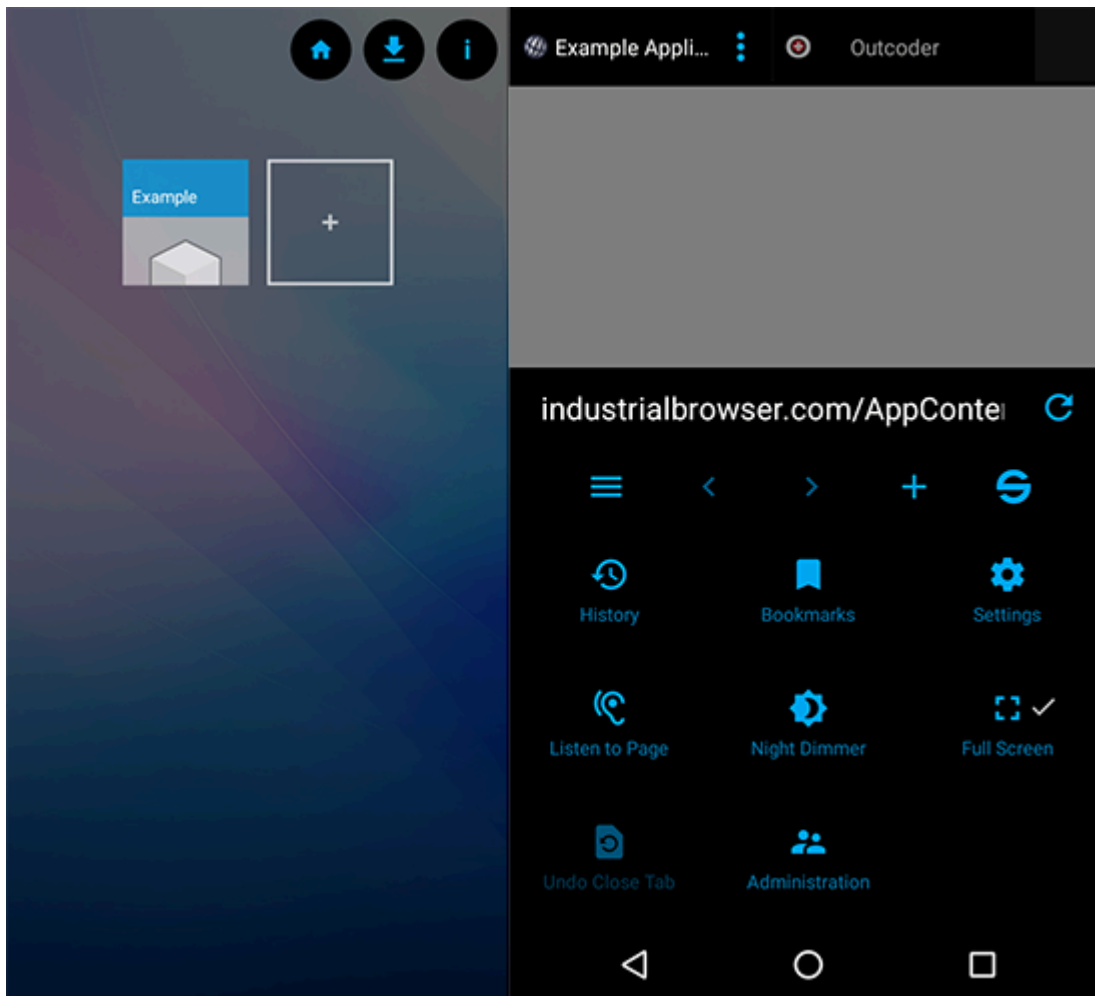 Example
+
Example Appli...
Outcoder
industrialbrowser.com/AppConte
History
Bookmarks
Settings
Listen to Page
Night Dimmer
Full Screen
Undo Close Tab
Administration